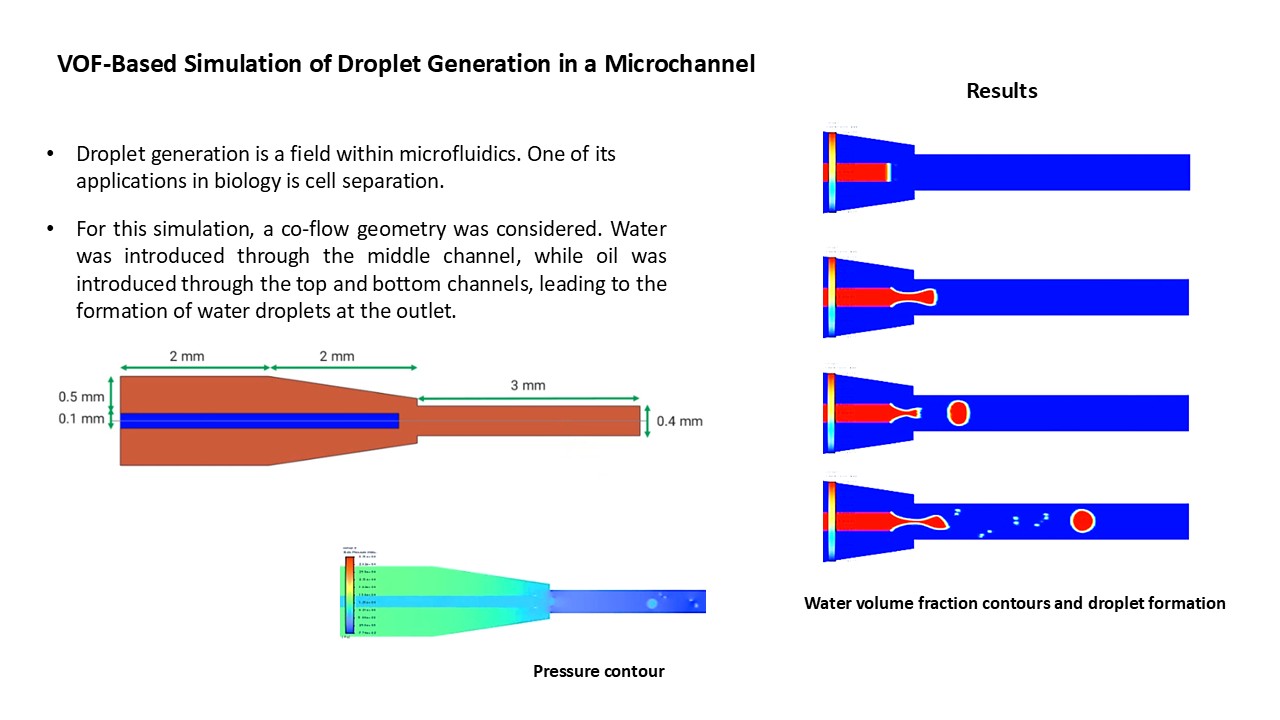 VOF-Based Simulation of Droplet Generation in a Microchannel
• Droplet generation is a field within microfluidics. One of its
applications in biology is cell separation.
• For this simulation, a co-flow geometry was considered. Water
was introduced through the middle channel, while oil was
introduced through the top and bottom channels, leading to the
formation of water droplets at the outlet.
2 mm
2 mm
3 mm
0.5 mm
0.1 mm
0.4 mm
Pressure contour
Results
Water volume fraction contours and droplet formation